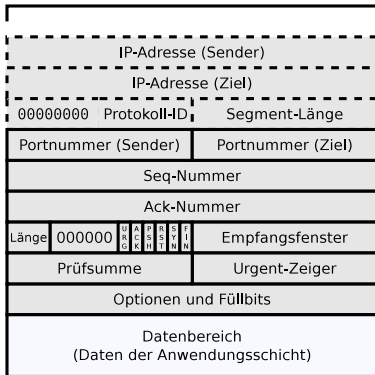 IP-Adresse (Sender)
IP-Adresse (Ziel)
00000000 Protokoll-ID Segment-Länge
Portnummer (Sender) Portnummer (Ziel)
Seq-Nummer
Ack-Nummer
Länge 000000 URG ACK PSH RST SYN FIN Empfangsfenster
Prüfsumme Urgent-Zeiger
Optionen und Füllbits
Datenbereich
(Daten der Anwendungsschicht)